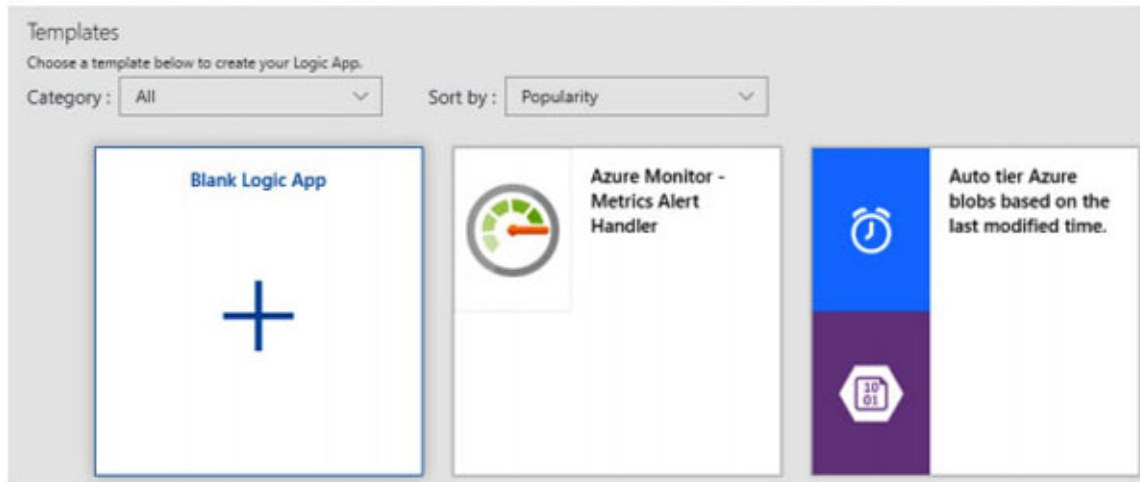 Templates
Choose a template below to create your Logic App.
Category : All Sort by : Popularity
Blank Logic App
Azure Monitor -
Metrics Alert
Handler
Auto tier Azure
blobs based on the
last modified time.
10
01